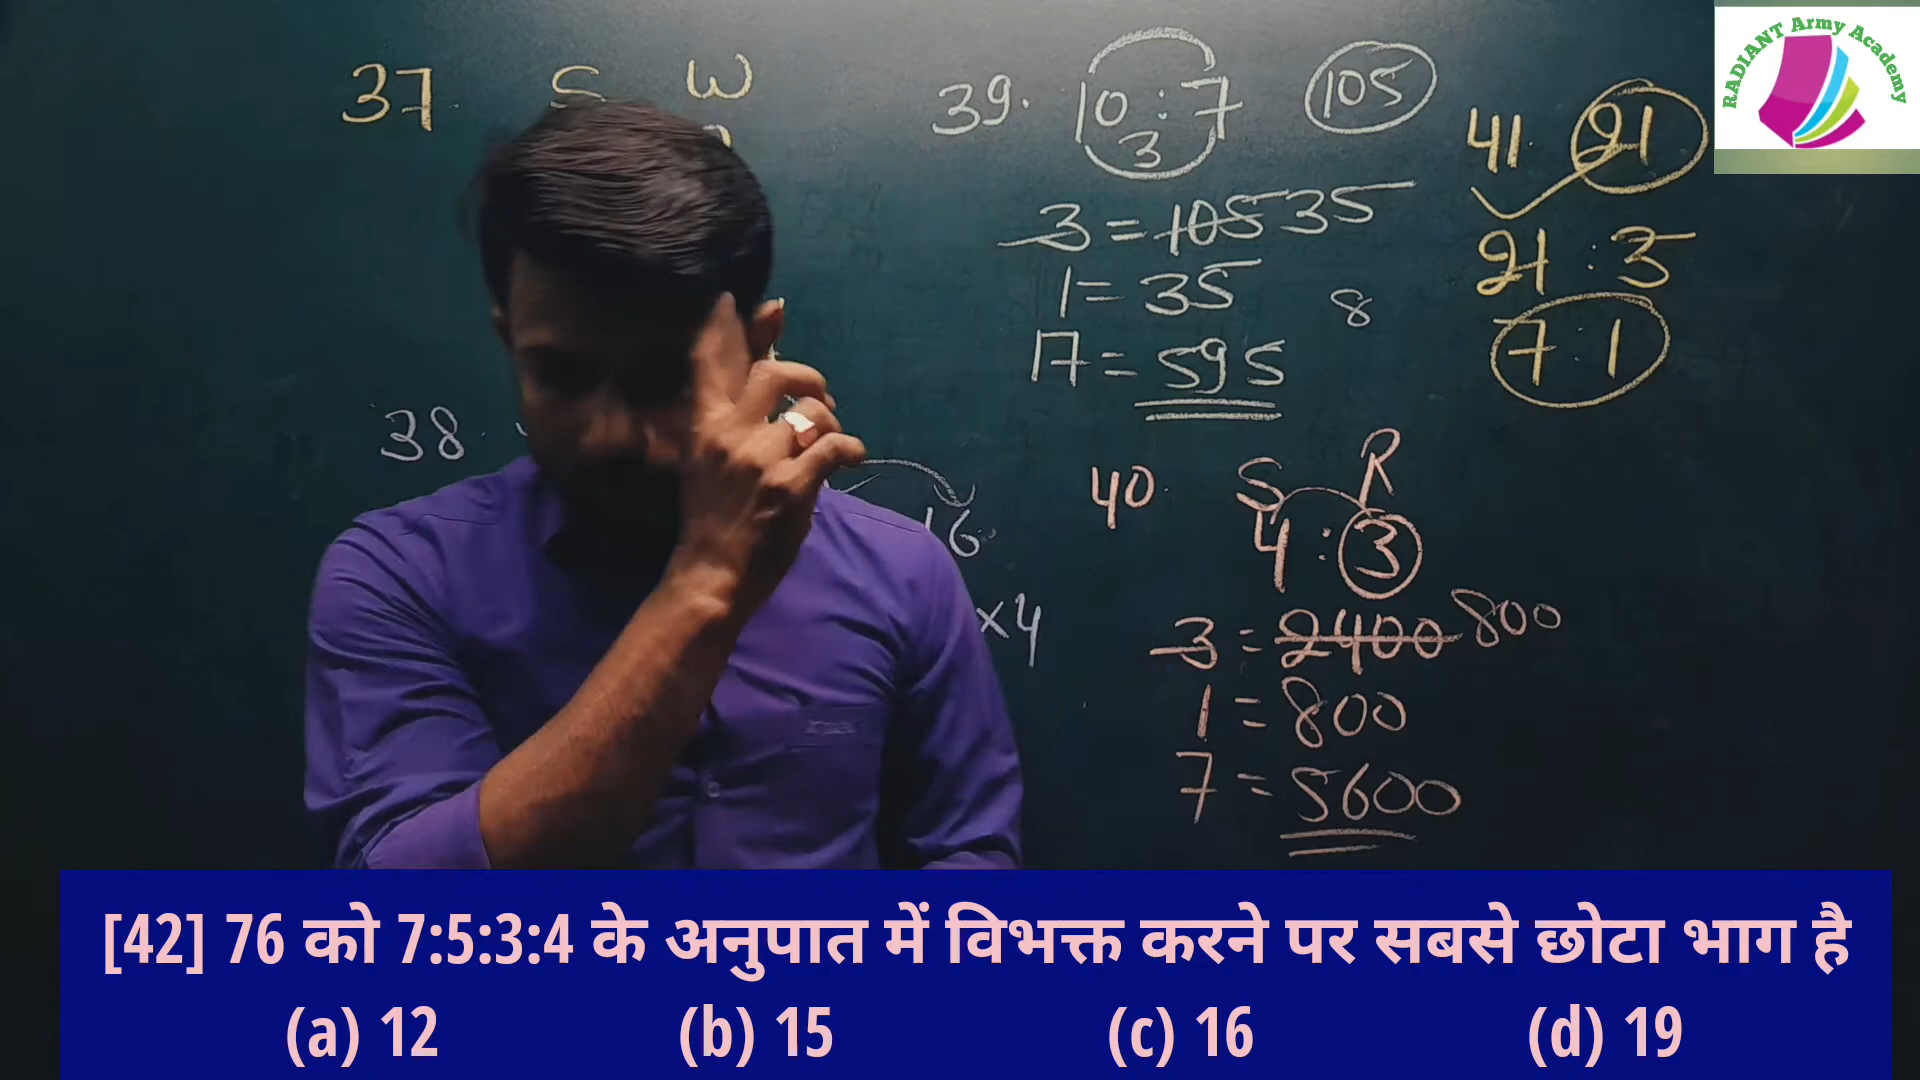 RADIANT Army Academy
37. S W
39. 10 : 7 105
3
3 = 105 35
1 = 35
17 = 595
8
41. 21
21 : 3
7 : 1
38.
16
×4
40. S R
4 : 3
3 = 2400 800
1 = 800
7 = 5600
[42] 76 को 7:5:3:4 के अनुपात में विभक्त करने पर सबसे छोटा भाग है
(a) 12 (b) 15 (c) 16 (d) 19